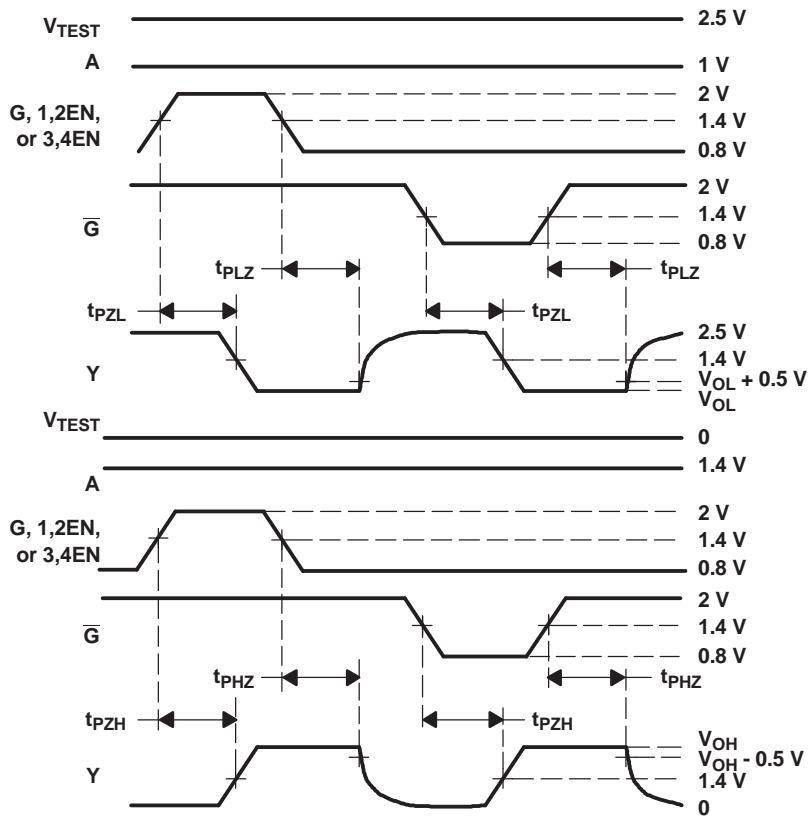 V_TEST 2.5 V
A 1 V
2 V
G, 1,2EN, 1.4 V
or 3,4EN 0.8 V
2 V
G̅ 1.4 V
0.8 V
t_PLZ t_PLZ
t_PZL t_PZL
2.5 V
1.4 V
Y V_OL + 0.5 V
V_OL
V_TEST 0
A 1.4 V
2 V
G, 1,2EN, 1.4 V
or 3,4EN 0.8 V
2 V
G̅ 1.4 V
0.8 V
t_PHZ t_PHZ
t_PZH t_PZH
V_OH
V_OH - 0.5 V
Y 1.4 V
0